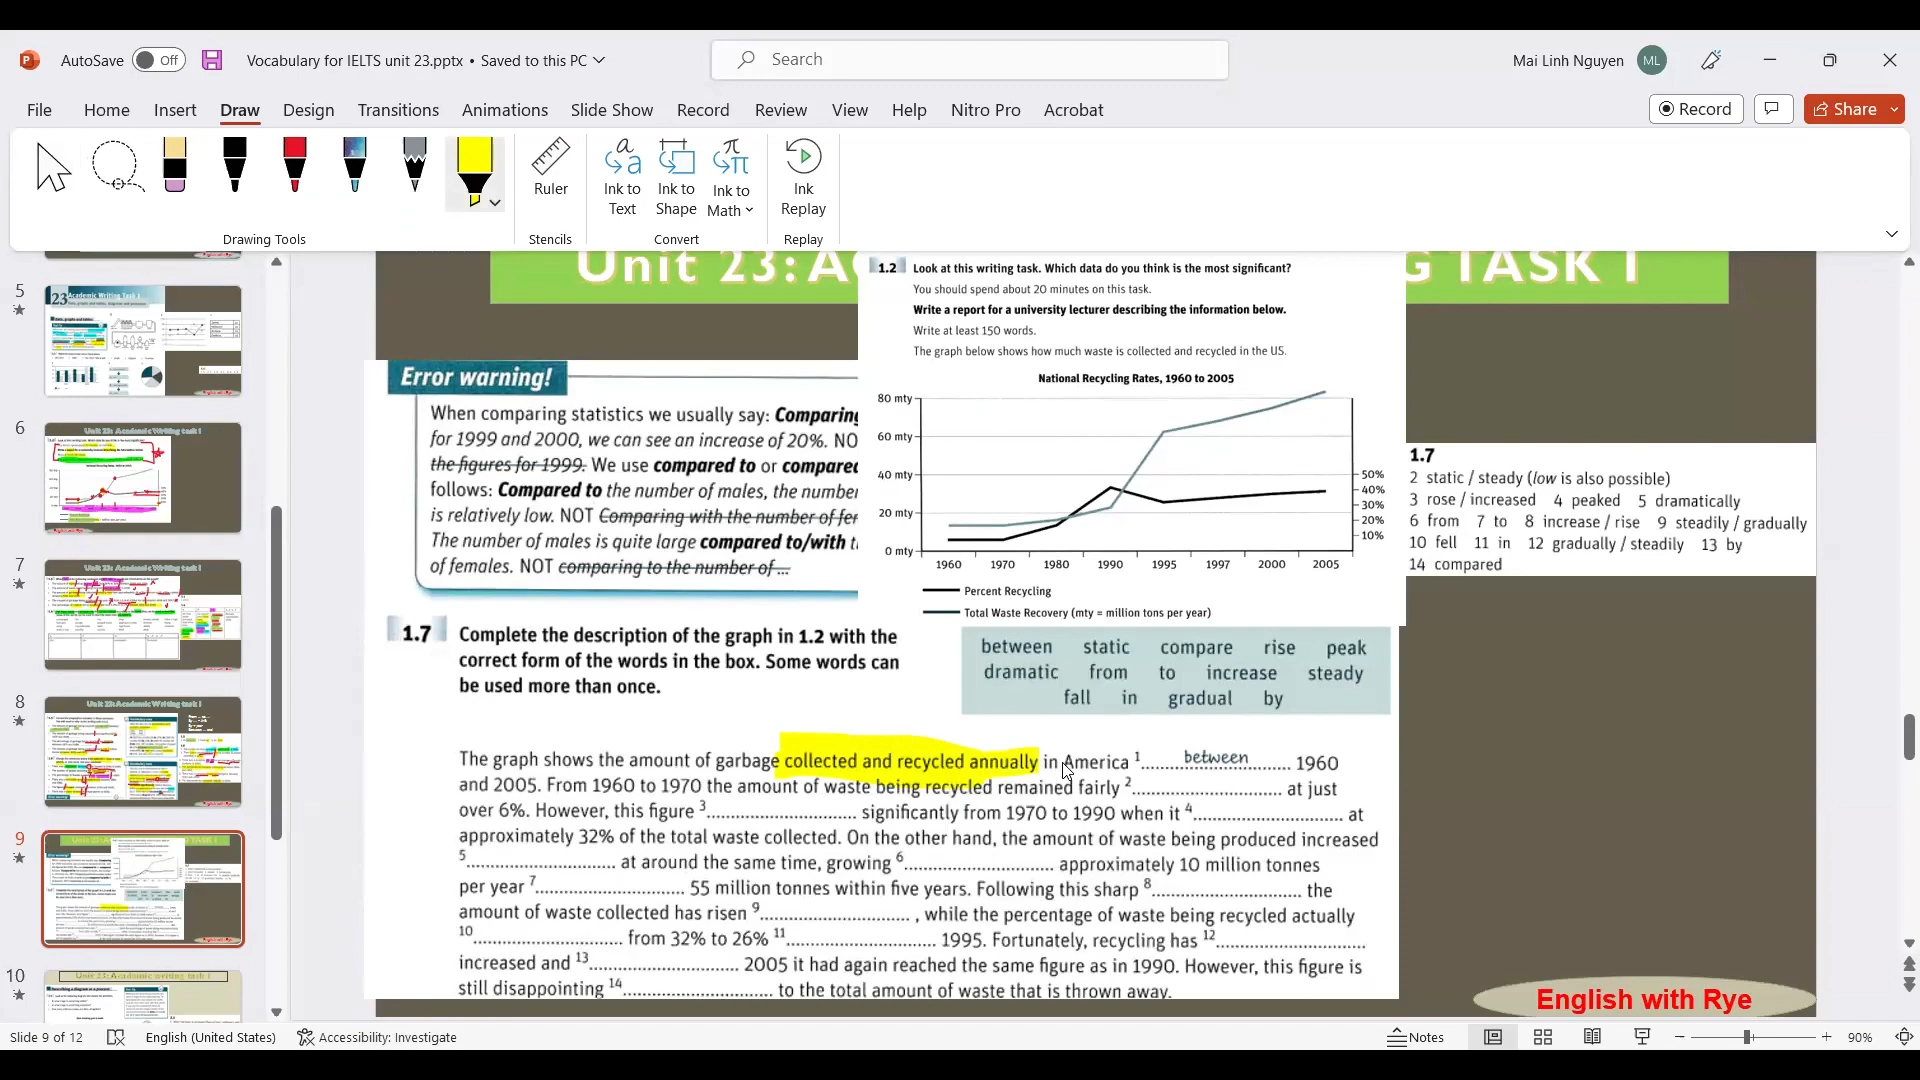 AutoSave Off Vocabulary for IELTS unit 23.pptx • Saved to this PC Search Mai Linh Nguyen ML
File Home Insert Draw Design Transitions Animations Slide Show Record Review View Help Nitro Pro Acrobat Record Share
Ruler Ink to Text Ink to Shape Ink to Math Ink Replay
Drawing Tools Stencils Convert Replay
5
6
7
8
9
10
Unit 23: A G TASK I
1.2 Look at this writing task. Which data do you think is the most significant?
You should spend about 20 minutes on this task.
Write a report for a university lecturer describing the information below.
Write at least 150 words.
The graph below shows how much waste is collected and recycled in the US.
National Recycling Rates, 1960 to 2005
80 mty
60 mty
40 mty
20 mty
0 mty
50%
40%
30%
20%
10%
1960 1970 1980 1990 1995 1997 2000 2005
Percent Recycling
Total Waste Recovery (mty = million tons per year)
Error warning!
When comparing statistics we usually say: Comparing
for 1999 and 2000, we can see an increase of 20%. NO
the figures for 1999. We use compared to or compared
follows: Compared to the number of males, the number
is relatively low. NOT Comparing with the number of fer
The number of males is quite large compared to/with t
of females. NOT comparing to the number of ...
1.7 Complete the description of the graph in 1.2 with the
correct form of the words in the box. Some words can
be used more than once.
between static compare rise peak
dramatic from to increase steady
fall in gradual by
The graph shows the amount of garbage collected and recycled annually in America 1 between 1960
and 2005. From 1960 to 1970 the amount of waste being recycled remained fairly 2 .......... at just
over 6%. However, this figure 3 .......... significantly from 1970 to 1990 when it 4 .......... at
approximately 32% of the total waste collected. On the other hand, the amount of waste being produced increased
5 .......... at around the same time, growing 6 .......... approximately 10 million tonnes
per year 7 .......... 55 million tonnes within five years. Following this sharp 8 .......... the
amount of waste collected has risen 9 .......... , while the percentage of waste being recycled actually
10 .......... from 32% to 26% 11 .......... 1995. Fortunately, recycling has 12 ..........
increased and 13 .......... 2005 it had again reached the same figure as in 1990. However, this figure is
still disappointing 14 .......... to the total amount of waste that is thrown away.
1.7
2 static / steady (low is also possible)
3 rose / increased 4 peaked 5 dramatically
6 from 7 to 8 increase / rise 9 steadily / gradually
10 fell 11 in 12 gradually / steadily 13 by
14 compared
English with Rye
Slide 9 of 12 English (United States) Accessibility: Investigate Notes 90%